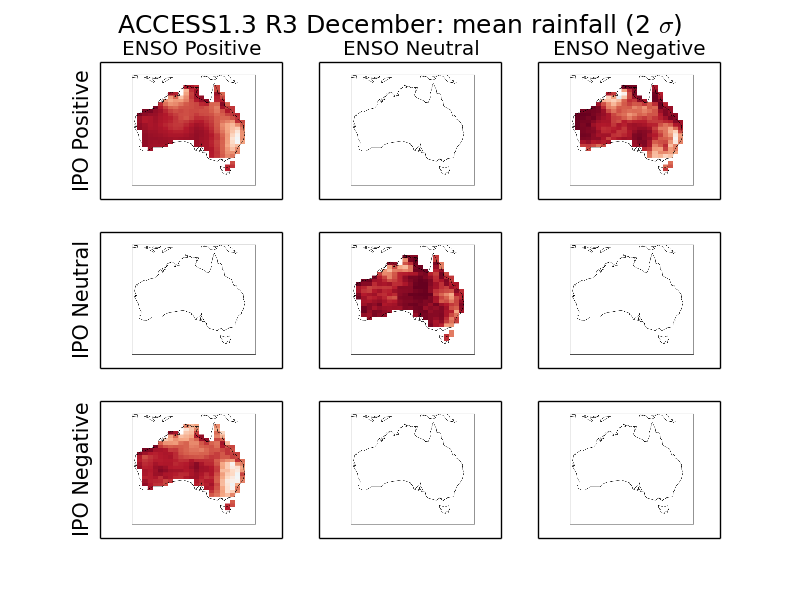 ACCESS1.3 R3 December: mean rainfall (2 σ)
ENSO Positive ENSO Neutral ENSO Negative
IPO Positive
IPO Neutral
IPO Negative